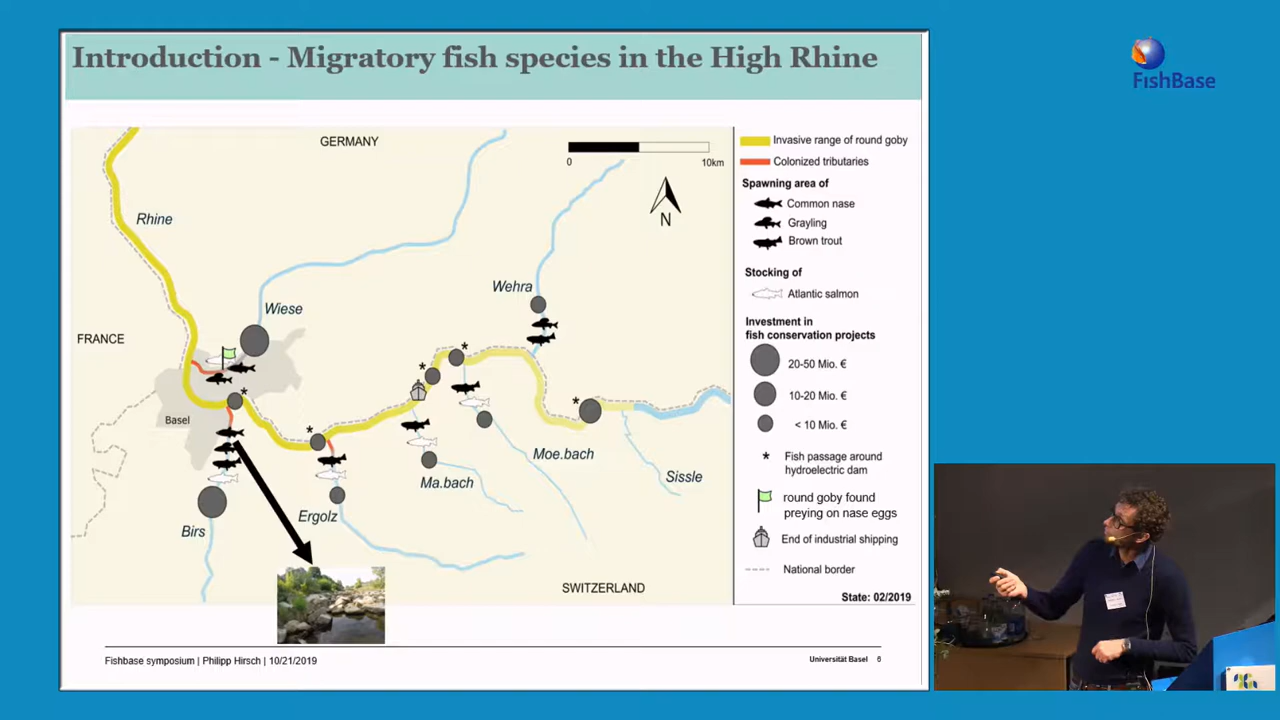 Introduction - Migratory fish species in the High Rhine
FishBase
GERMANY
0
10km
N
Rhine
Wiese
Wehra
FRANCE
Basel
Birs
Ergolz
Ma.bach
Moe.bach
Sissle
SWITZERLAND
Invasive range of round goby
Colonized tributaries
Spawning area of
Common nase
Grayling
Brown trout
Stocking of
Atlantic salmon
Investment in
fish conservation projects
20-50 Mio. €
10-20 Mio. €
< 10 Mio. €
* Fish passage around
hydroelectric dam
round goby found
preying on nase eggs
End of industrial shipping
National border
State: 02/2019
Fishbase symposium | Philipp Hirsch | 10/21/2019
Universität Basel 6